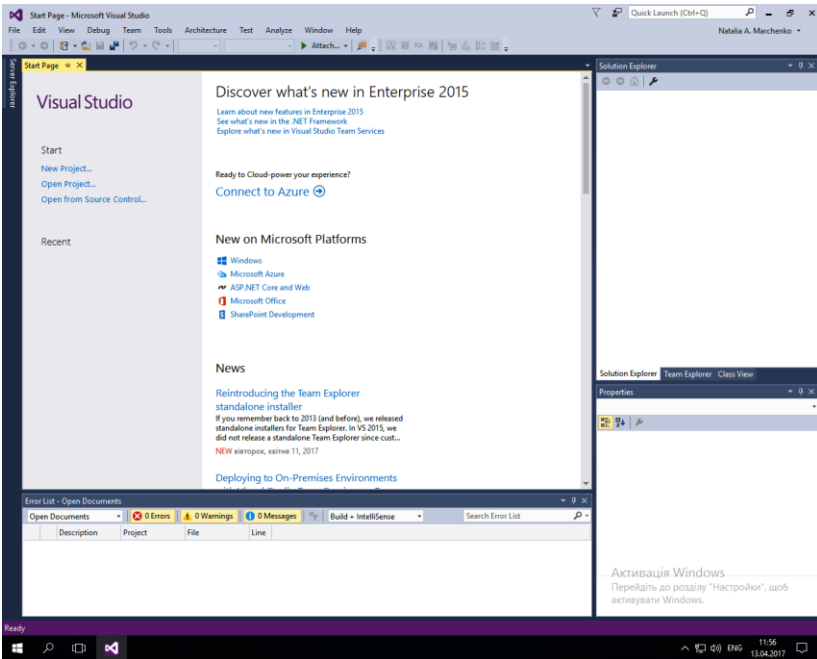 Start Page - Microsoft Visual Studio
Quick Launch (Ctrl+Q)
File Edit View Debug Team Tools Architecture Test Analyze Window Help
Natalia A. Marchenko
Attach...
Server Explorer
Start Page
Visual Studio
Start
New Project...
Open Project...
Open from Source Control...
Recent
Discover what's new in Enterprise 2015
Learn about new features in Enterprise 2015
See what's new in the .NET Framework
Explore what's new in Visual Studio Team Services
Ready to Cloud-power your experience?
Connect to Azure
New on Microsoft Platforms
Windows
Microsoft Azure
ASP.NET Core and Web
Microsoft Office
SharePoint Development
News
Reintroducing the Team Explorer
standalone installer
If you remember back to 2013 (and before), we released
standalone installers for Team Explorer. In VS 2015, we
did not release a standalone Team Explorer since cust...
NEW вівторок, квітня 11, 2017
Deploying to On-Premises Environments
Solution Explorer
Solution Explorer Team Explorer Class View
Properties
Error List - Open Documents
Open Documents 0 Errors 0 Warnings 0 Messages Build + IntelliSense Search Error List
Description Project File Line
Активація Windows
Перейдіть до розділу "Настройки", щоб
активувати Windows.
Ready
ENG 11:56
13.04.2017